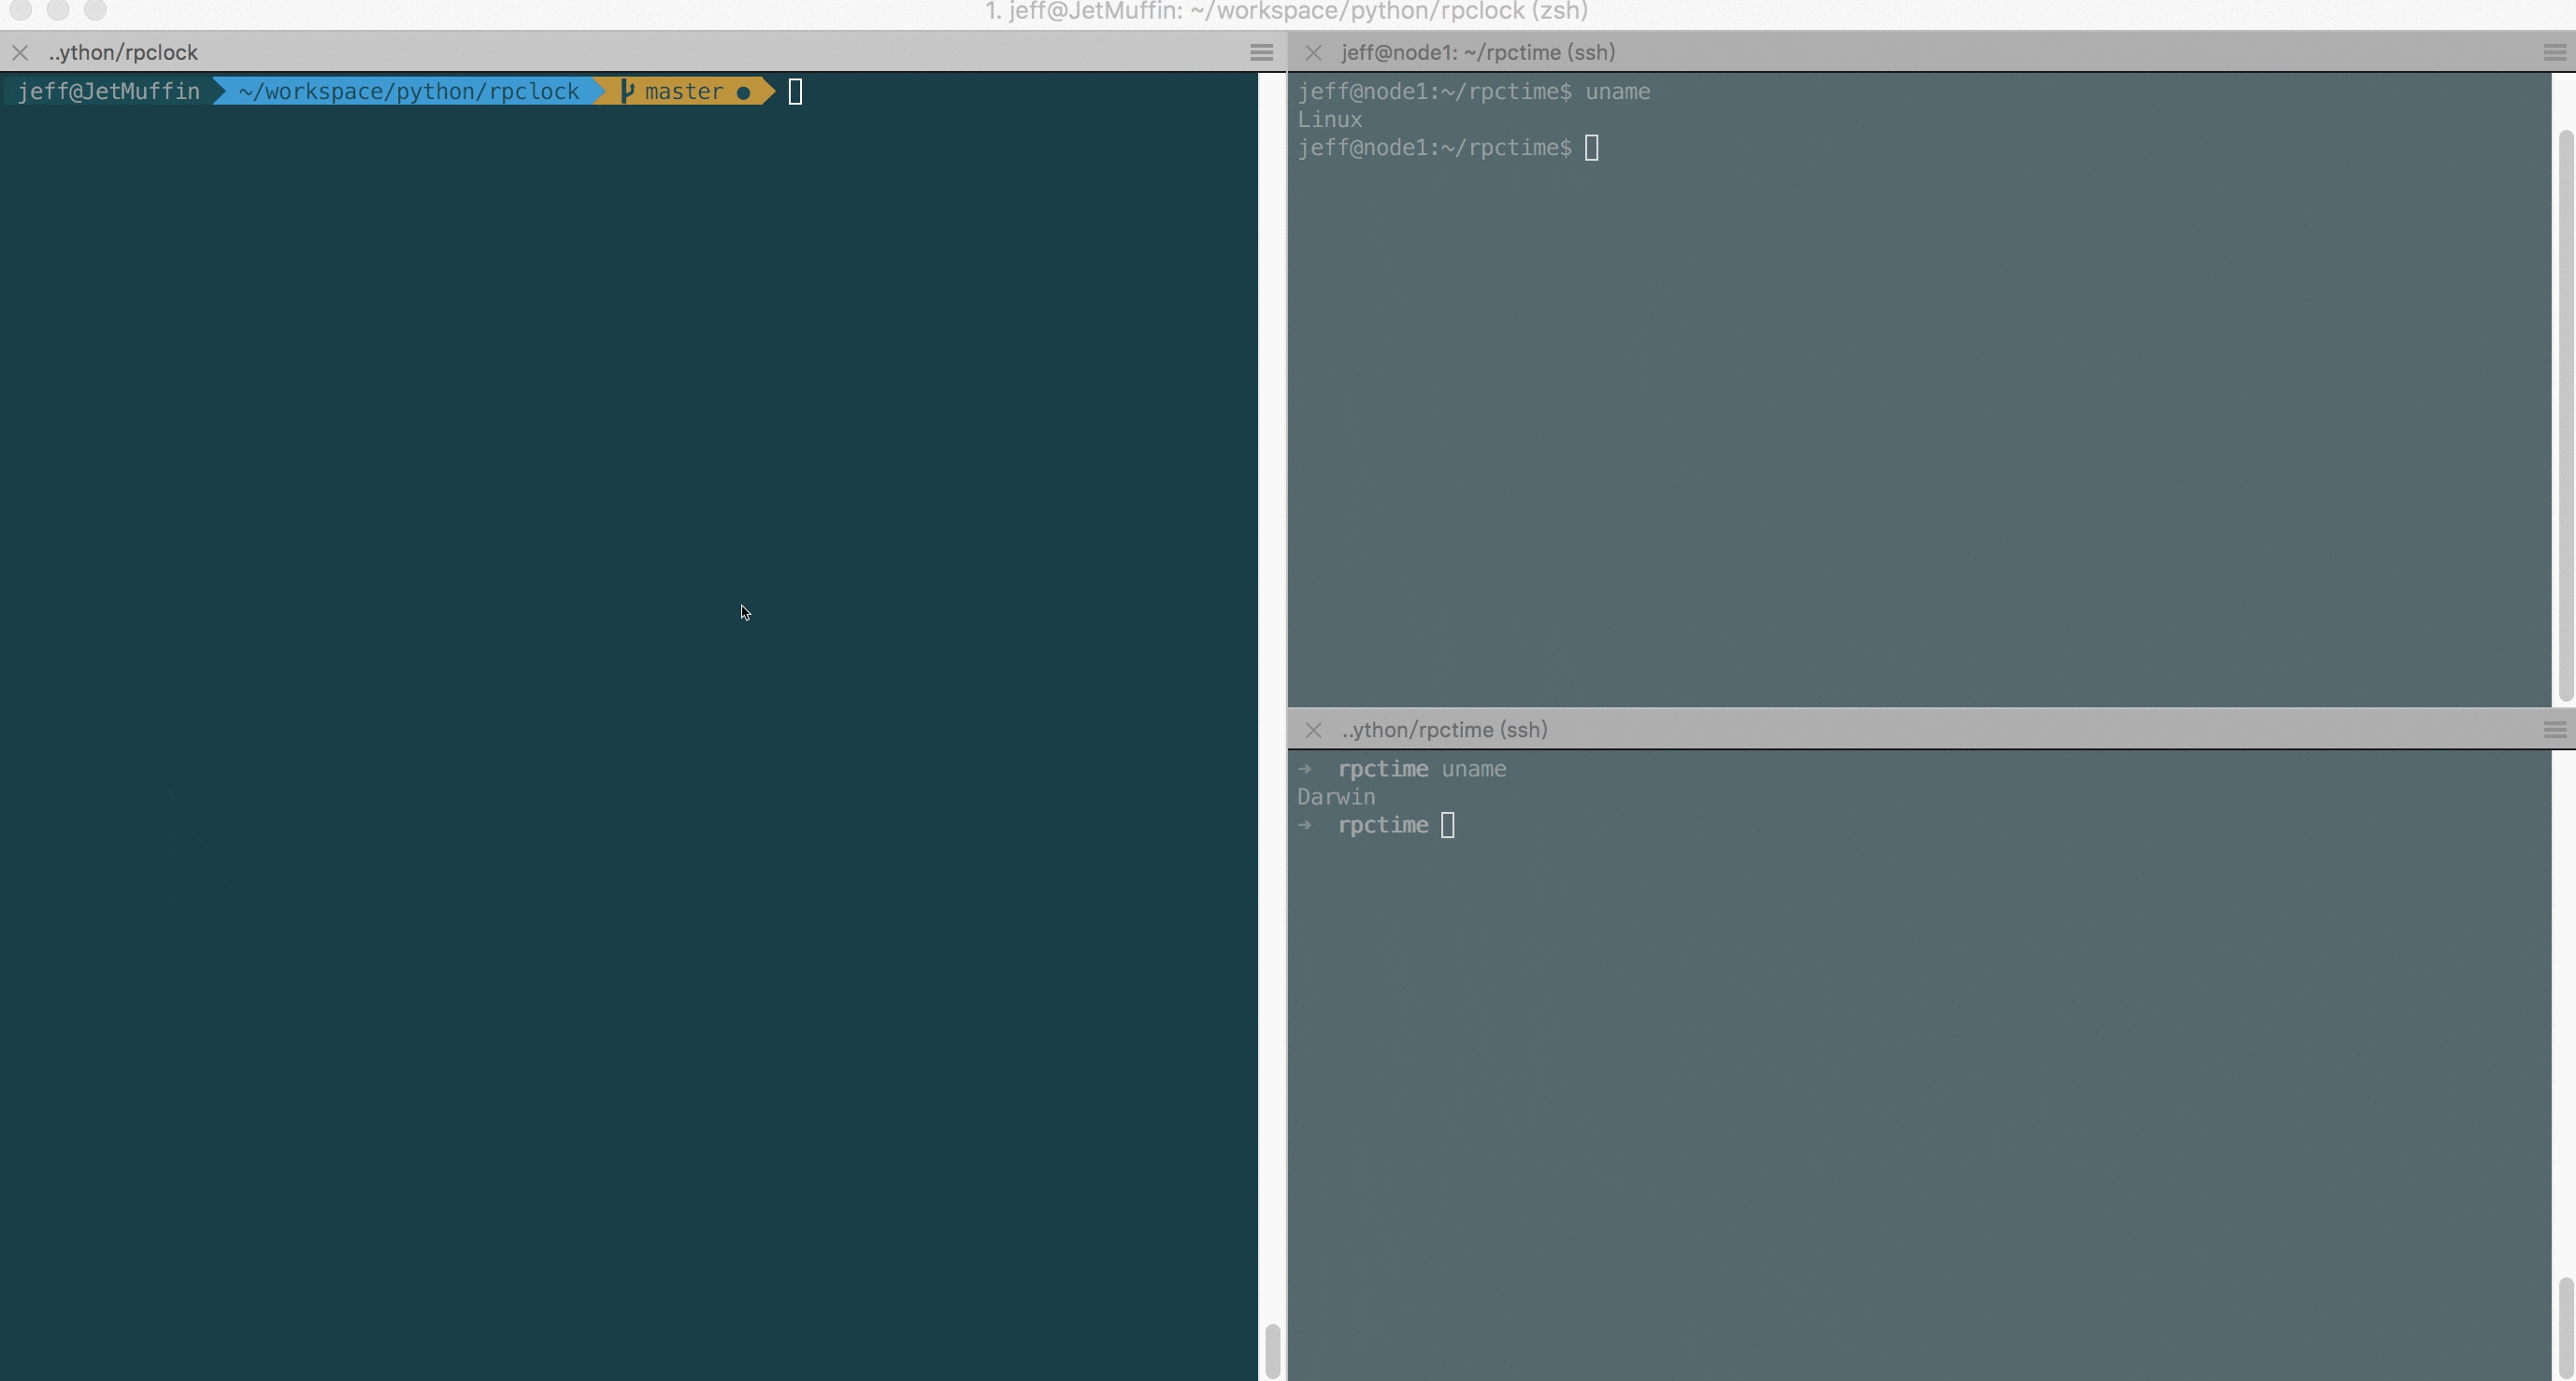 1. jeff@JetMuffin: ~/workspace/python/rpclock (zsh)
..ython/rpclock
jeff@JetMuffin ~/workspace/python/rpclock master ●
jeff@node1: ~/rpctime (ssh)
jeff@node1:~/rpctime$ uname
Linux
jeff@node1:~/rpctime$
..ython/rpctime (ssh)
➜ rpctime uname
Darwin
➜ rpctime